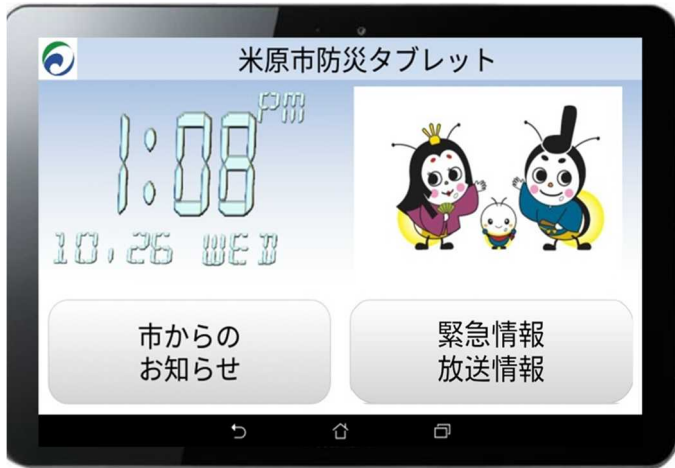 米原市防災タブレット
1:08 PM
10.26 WED
市からの
お知らせ
緊急情報
放送情報